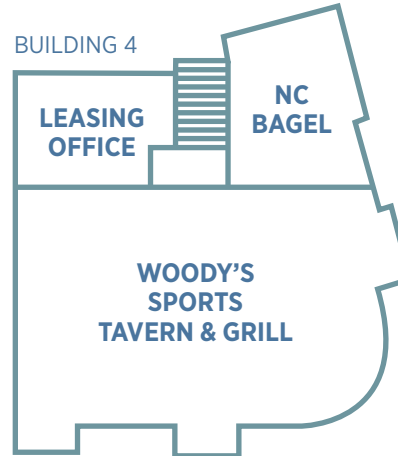 BUILDING 4
LEASING
OFFICE
NC
BAGEL
WOODY’S
SPORTS
TAVERN & GRILL